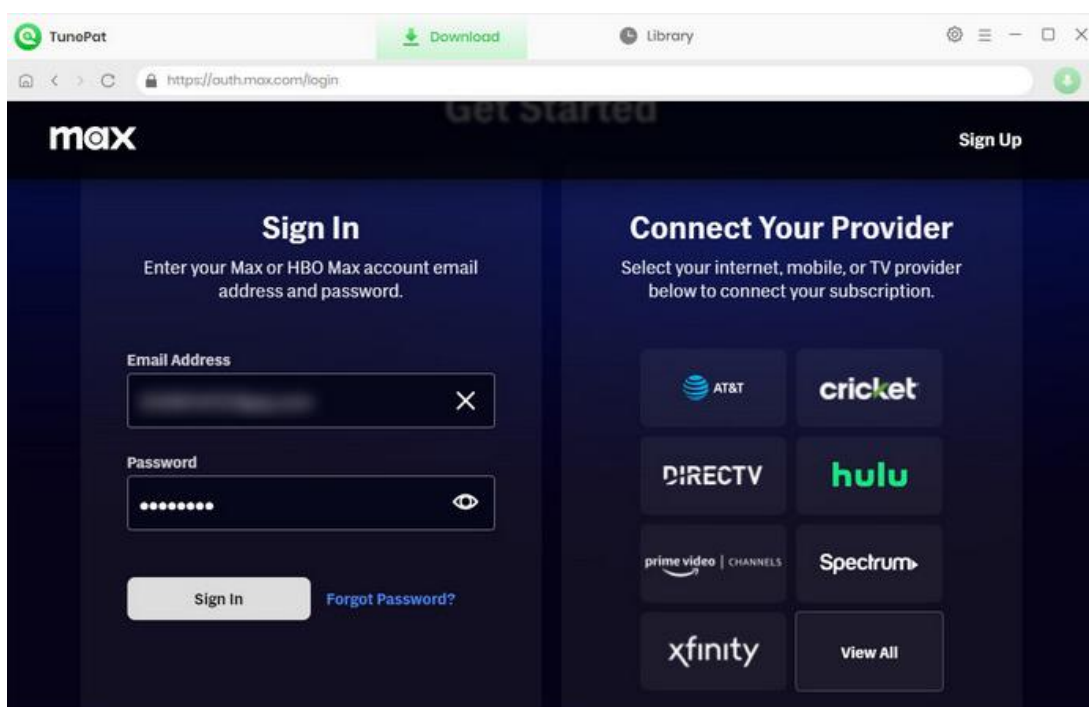 TunePat
Download
Library
https://auth.max.com/login
Get Started
max
Sign Up
Sign In
Enter your Max or HBO Max account email
address and password.
Email Address
Password
Sign In
Forgot Password?
Connect Your Provider
Select your internet, mobile, or TV provider
below to connect your subscription.
AT&T
cricket
DIRECTV
hulu
prime video | CHANNELS
Spectrum
xfinity
View All